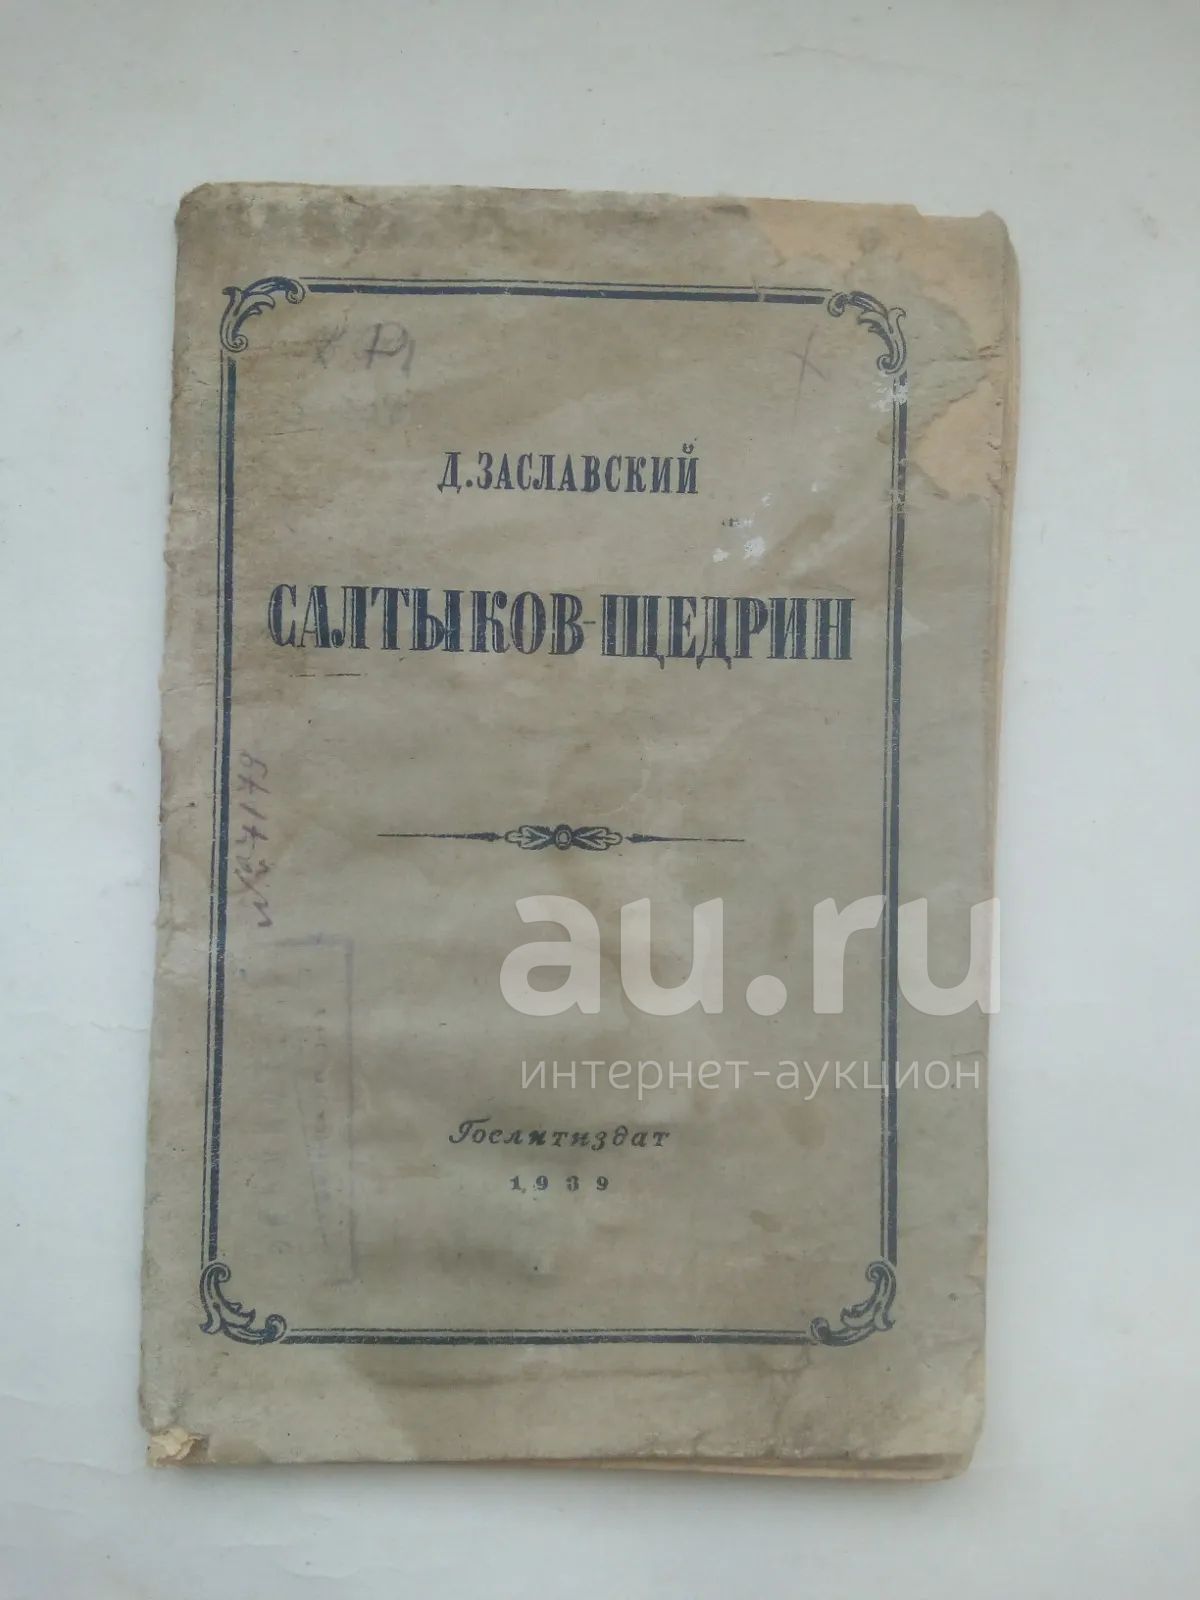 Д. ЗАСЛАВСКИЙ
САЛТЫКОВ-ЩЕДРИН
au.ru
интернет-аукцион
Гослитиздат
1939